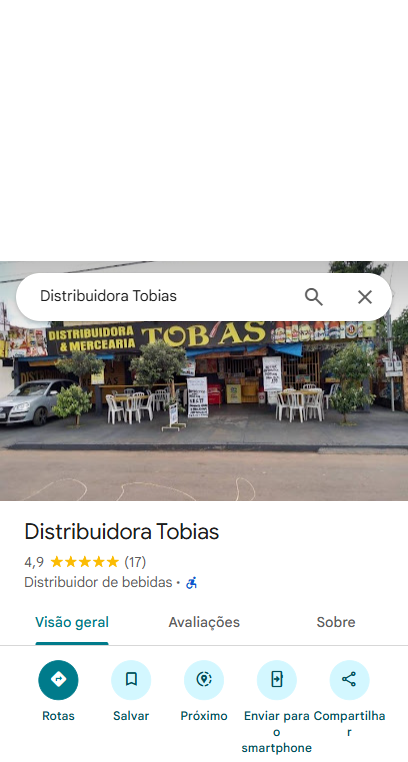 Distribuidora Tobias
DISTRIBUIDORA
& MERCEARIA
TOBIAS
Distribuidora Tobias
4,9 ★★★★★ (17)
Distribuidor de bebidas ·
Visão geral
Avaliações
Sobre
Rotas
Salvar
Próximo
Enviar para
o
smartphone
Compartilha
r